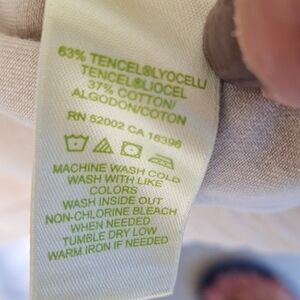 63% TENCEL®LYOCELL/
TENCEL®LIOCEL
37% COTTON/
ALGODON/COTON
RN 52002 CA 16396
MACHINE WASH COLD
WASH WITH LIKE
COLORS
WASH INSIDE OUT
NON-CHLORINE BLEACH
WHEN NEEDED
TUMBLE DRY LOW
WARM IRON IF NEEDED